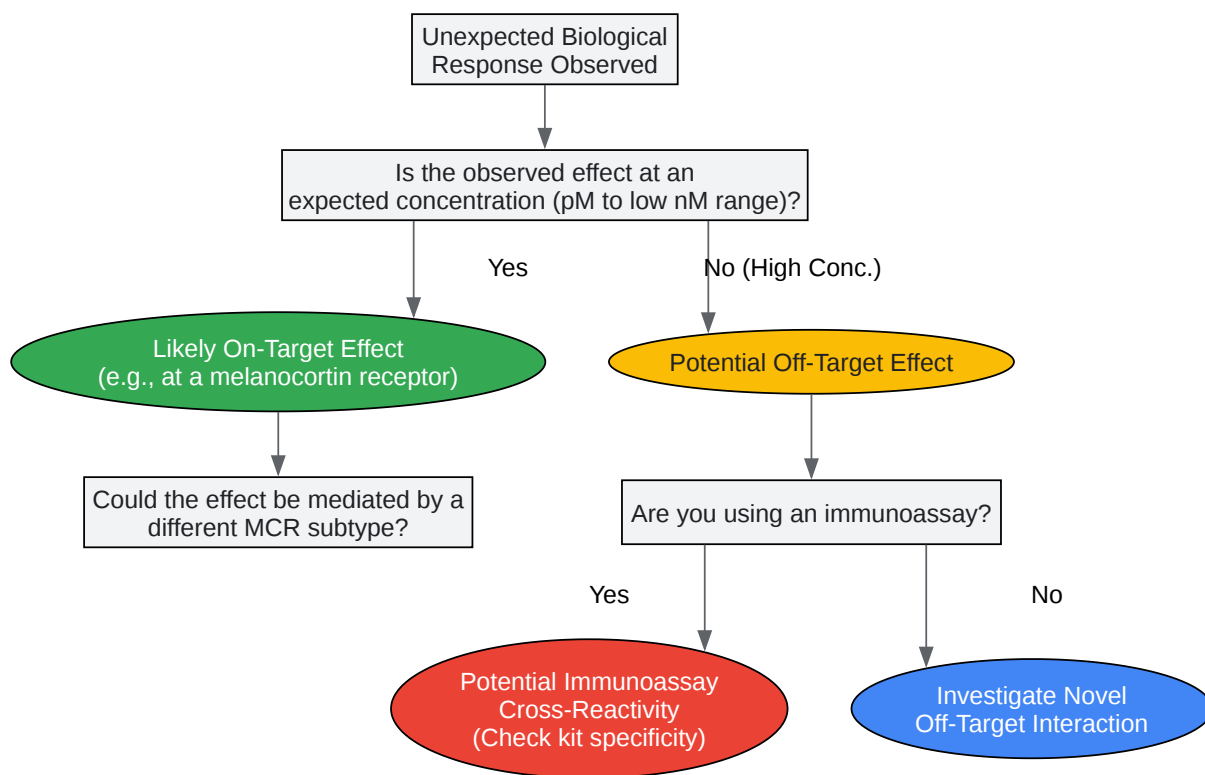 Unexpected Biological
Response Observed
Is the observed effect at an
expected concentration (pM to low nM range)?
Yes
No (High Conc.)
Likely On-Target Effect
(e.g., at a melanocortin receptor)
Potential Off-Target Effect
Could the effect be mediated by a
different MCR subtype?
Are you using an immunoassay?
Yes
No
Potential Immunoassay
Cross-Reactivity
(Check kit specificity)
Investigate Novel
Off-Target Interaction